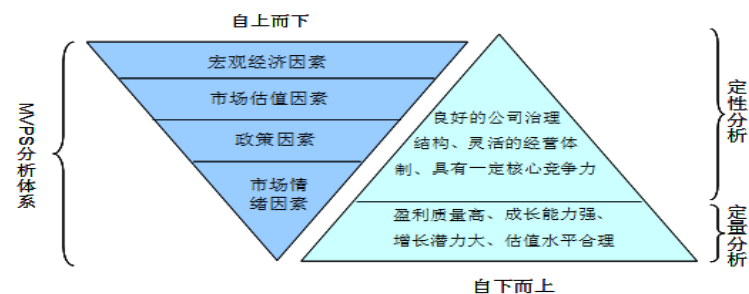 自上而下
宏观经济因素
市场估值因素
政策因素
市场情
绪因素
MVPS分析体系
良好的公司治理
结构、灵活的经营体
制、具有一定核心竞争力
盈利质量高、成长能力强、
增长潜力大、估值水平合理
定性分析
定量分析
自下而上